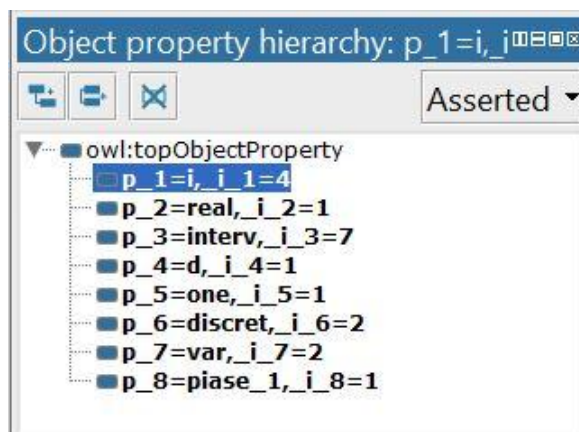 Object property hierarchy: p_1=i,_i
Asserted
owl:topObjectProperty
p_1=i,_i_1=4
p_2=real,_i_2=1
p_3=interv,_i_3=7
p_4=d,_i_4=1
p_5=one,_i_5=1
p_6=discret,_i_6=2
p_7=var,_i_7=2
p_8=piase_1,_i_8=1